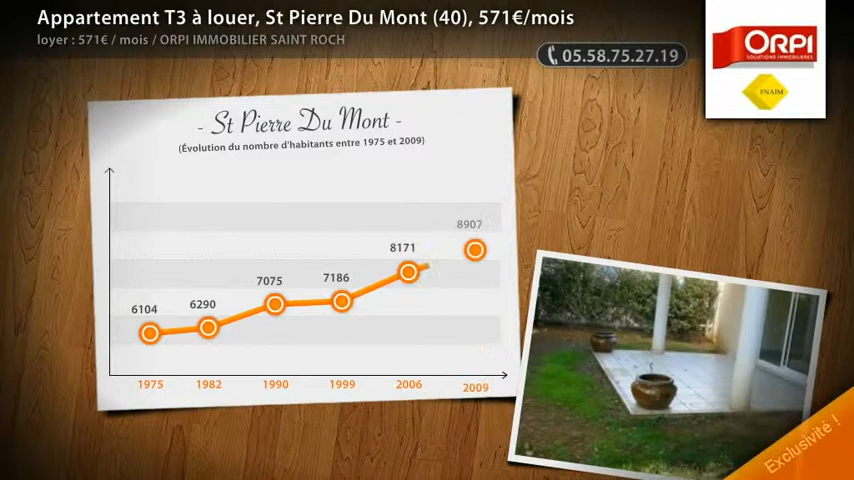 Appartement T3 à louer, St Pierre Du Mont (40), 571€/mois
loyer : 571€ / mois / ORPI IMMOBILIER SAINT ROCH
05.58.75.27.19
ORPI
SOLUTIONS IMMOBILIÈRES
FNAIM
- St Pierre Du Mont -
(Évolution du nombre d'habitants entre 1975 et 2009)
6104
6290
7075
7186
8171
8907
1975 1982 1990 1999 2006 2009
Exclusivité !